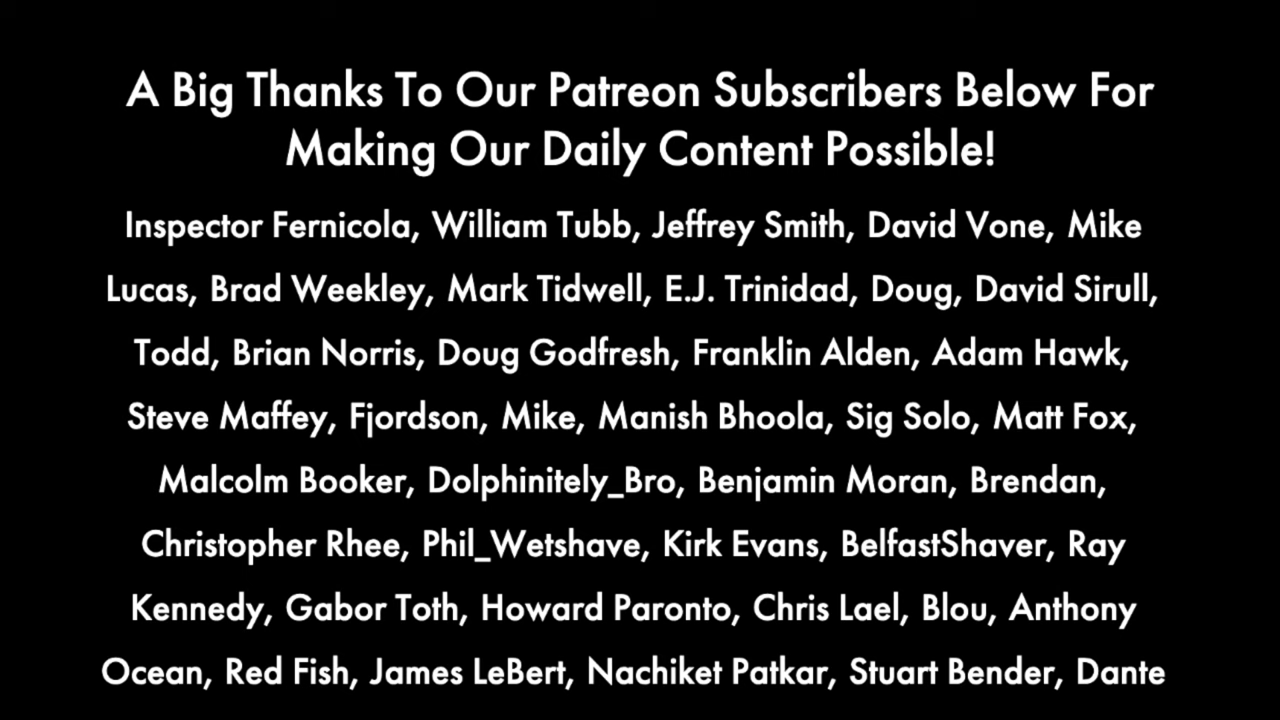 A Big Thanks To Our Patreon Subscribers Below For
Making Our Daily Content Possible!
Inspector Fernicola, William Tubb, Jeffrey Smith, David Vone, Mike
Lucas, Brad Weekley, Mark Tidwell, E.J. Trinidad, Doug, David Sirull,
Todd, Brian Norris, Doug Godfresh, Franklin Alden, Adam Hawk,
Steve Maffey, Fjordson, Mike, Manish Bhoola, Sig Solo, Matt Fox,
Malcolm Booker, Dolphinitely_Bro, Benjamin Moran, Brendan,
Christopher Rhee, Phil_Wetshave, Kirk Evans, BelfastShaver, Ray
Kennedy, Gabor Toth, Howard Paronto, Chris Lael, Blou, Anthony
Ocean, Red Fish, James LeBert, Nachiket Patkar, Stuart Bender, Dante